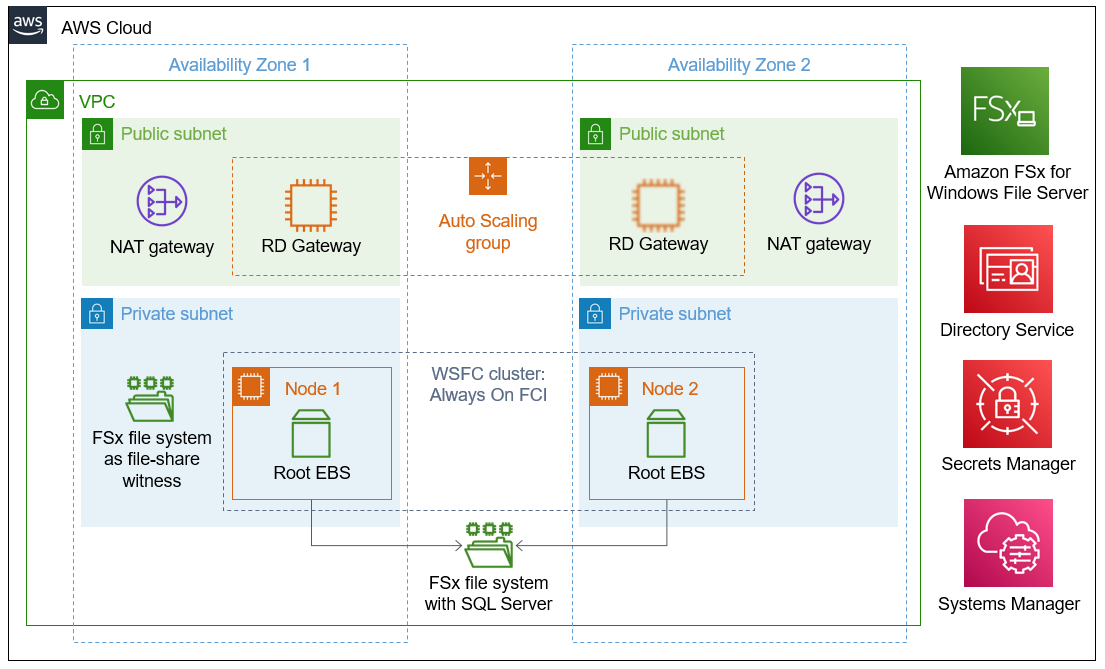 aws
AWS Cloud
Availability Zone 1
Availability Zone 2
VPC
Public subnet
Public subnet
NAT gateway
RD Gateway
Auto Scaling
group
RD Gateway
NAT gateway
Private subnet
Private subnet
FSx file system
as file-share
witness
Node 1
Root EBS
WSFC cluster:
Always On FCI
Node 2
Root EBS
FSx file system
with SQL Server
FSx
Amazon FSx for
Windows File Server
Directory Service
Secrets Manager
Systems Manager